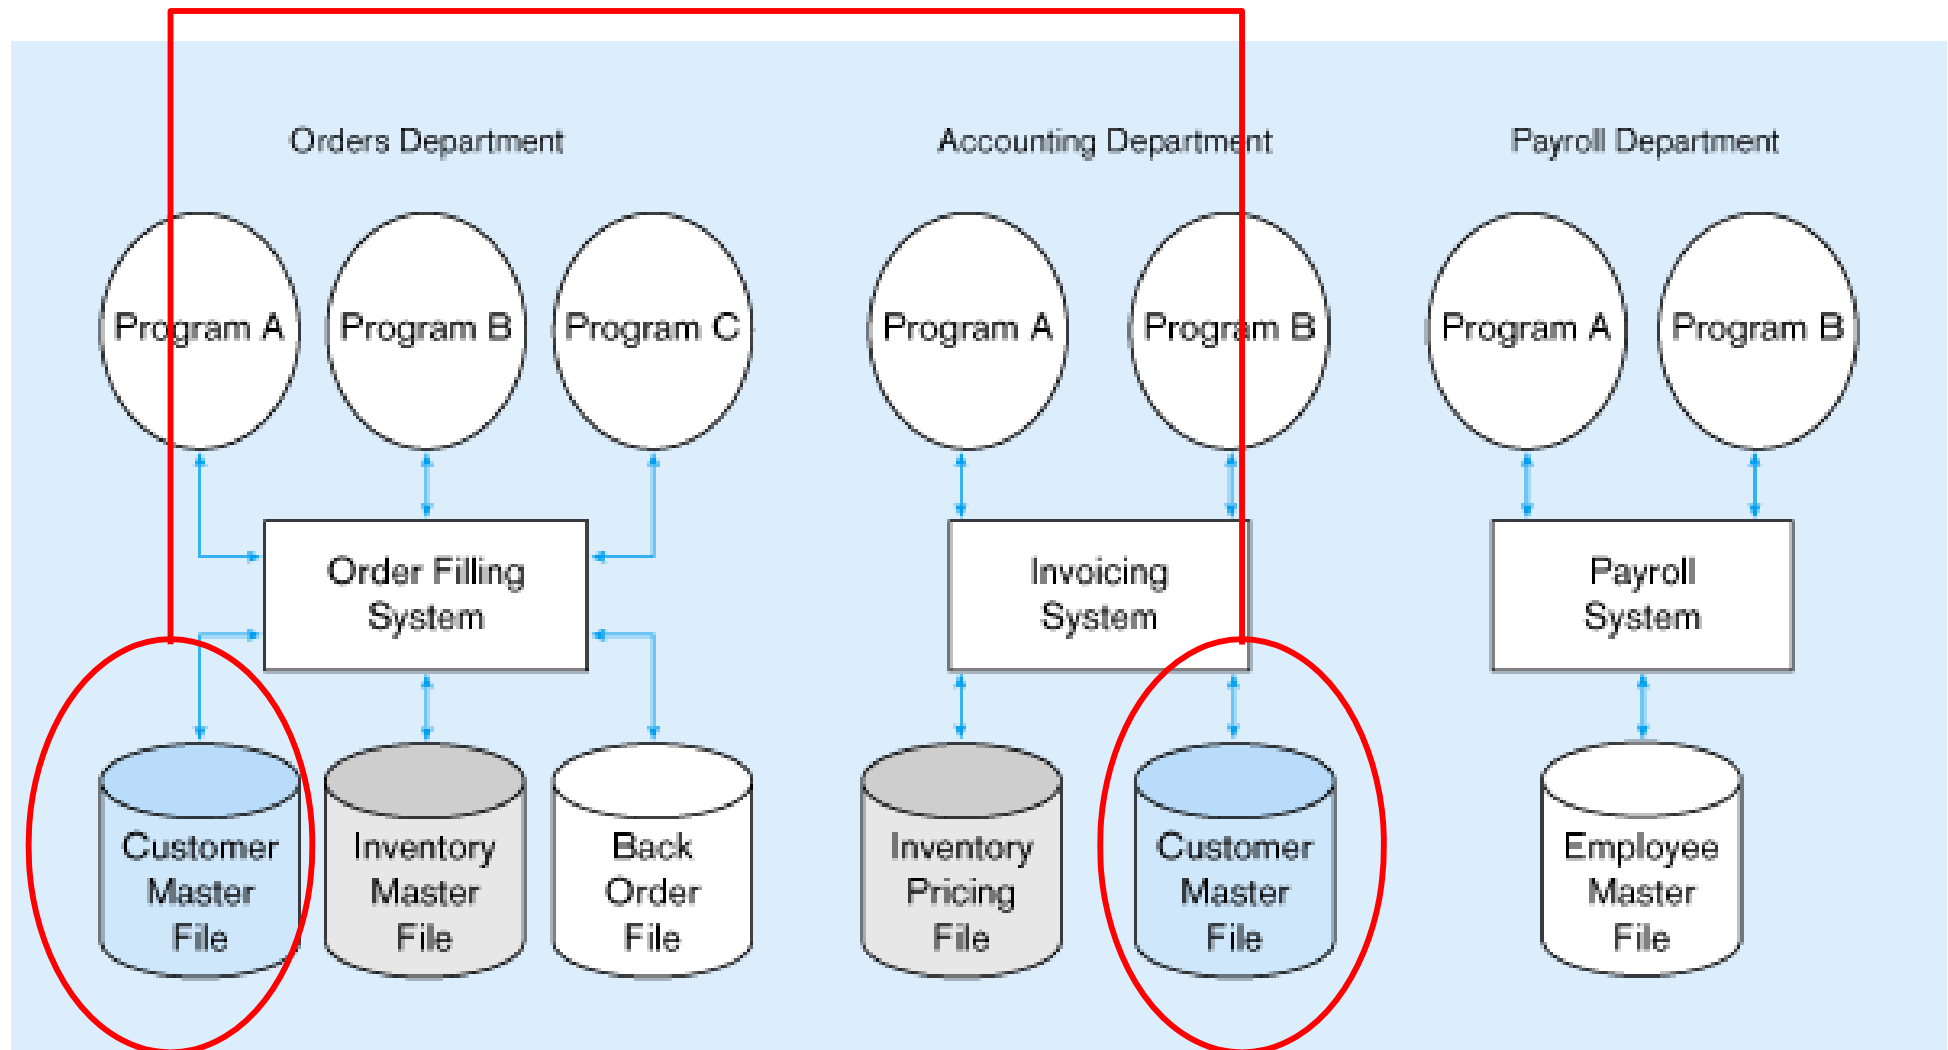 Orders Department
Accounting Department
Payroll Department
Program A
Program B
Program C
Program A
Program B
Program A
Program B
Order Filling
System
Invoicing
System
Payroll
System
Customer
Master
File
Inventory
Master
File
Back
Order
File
Inventory
Pricing
File
Customer
Master
File
Employee
Master
File